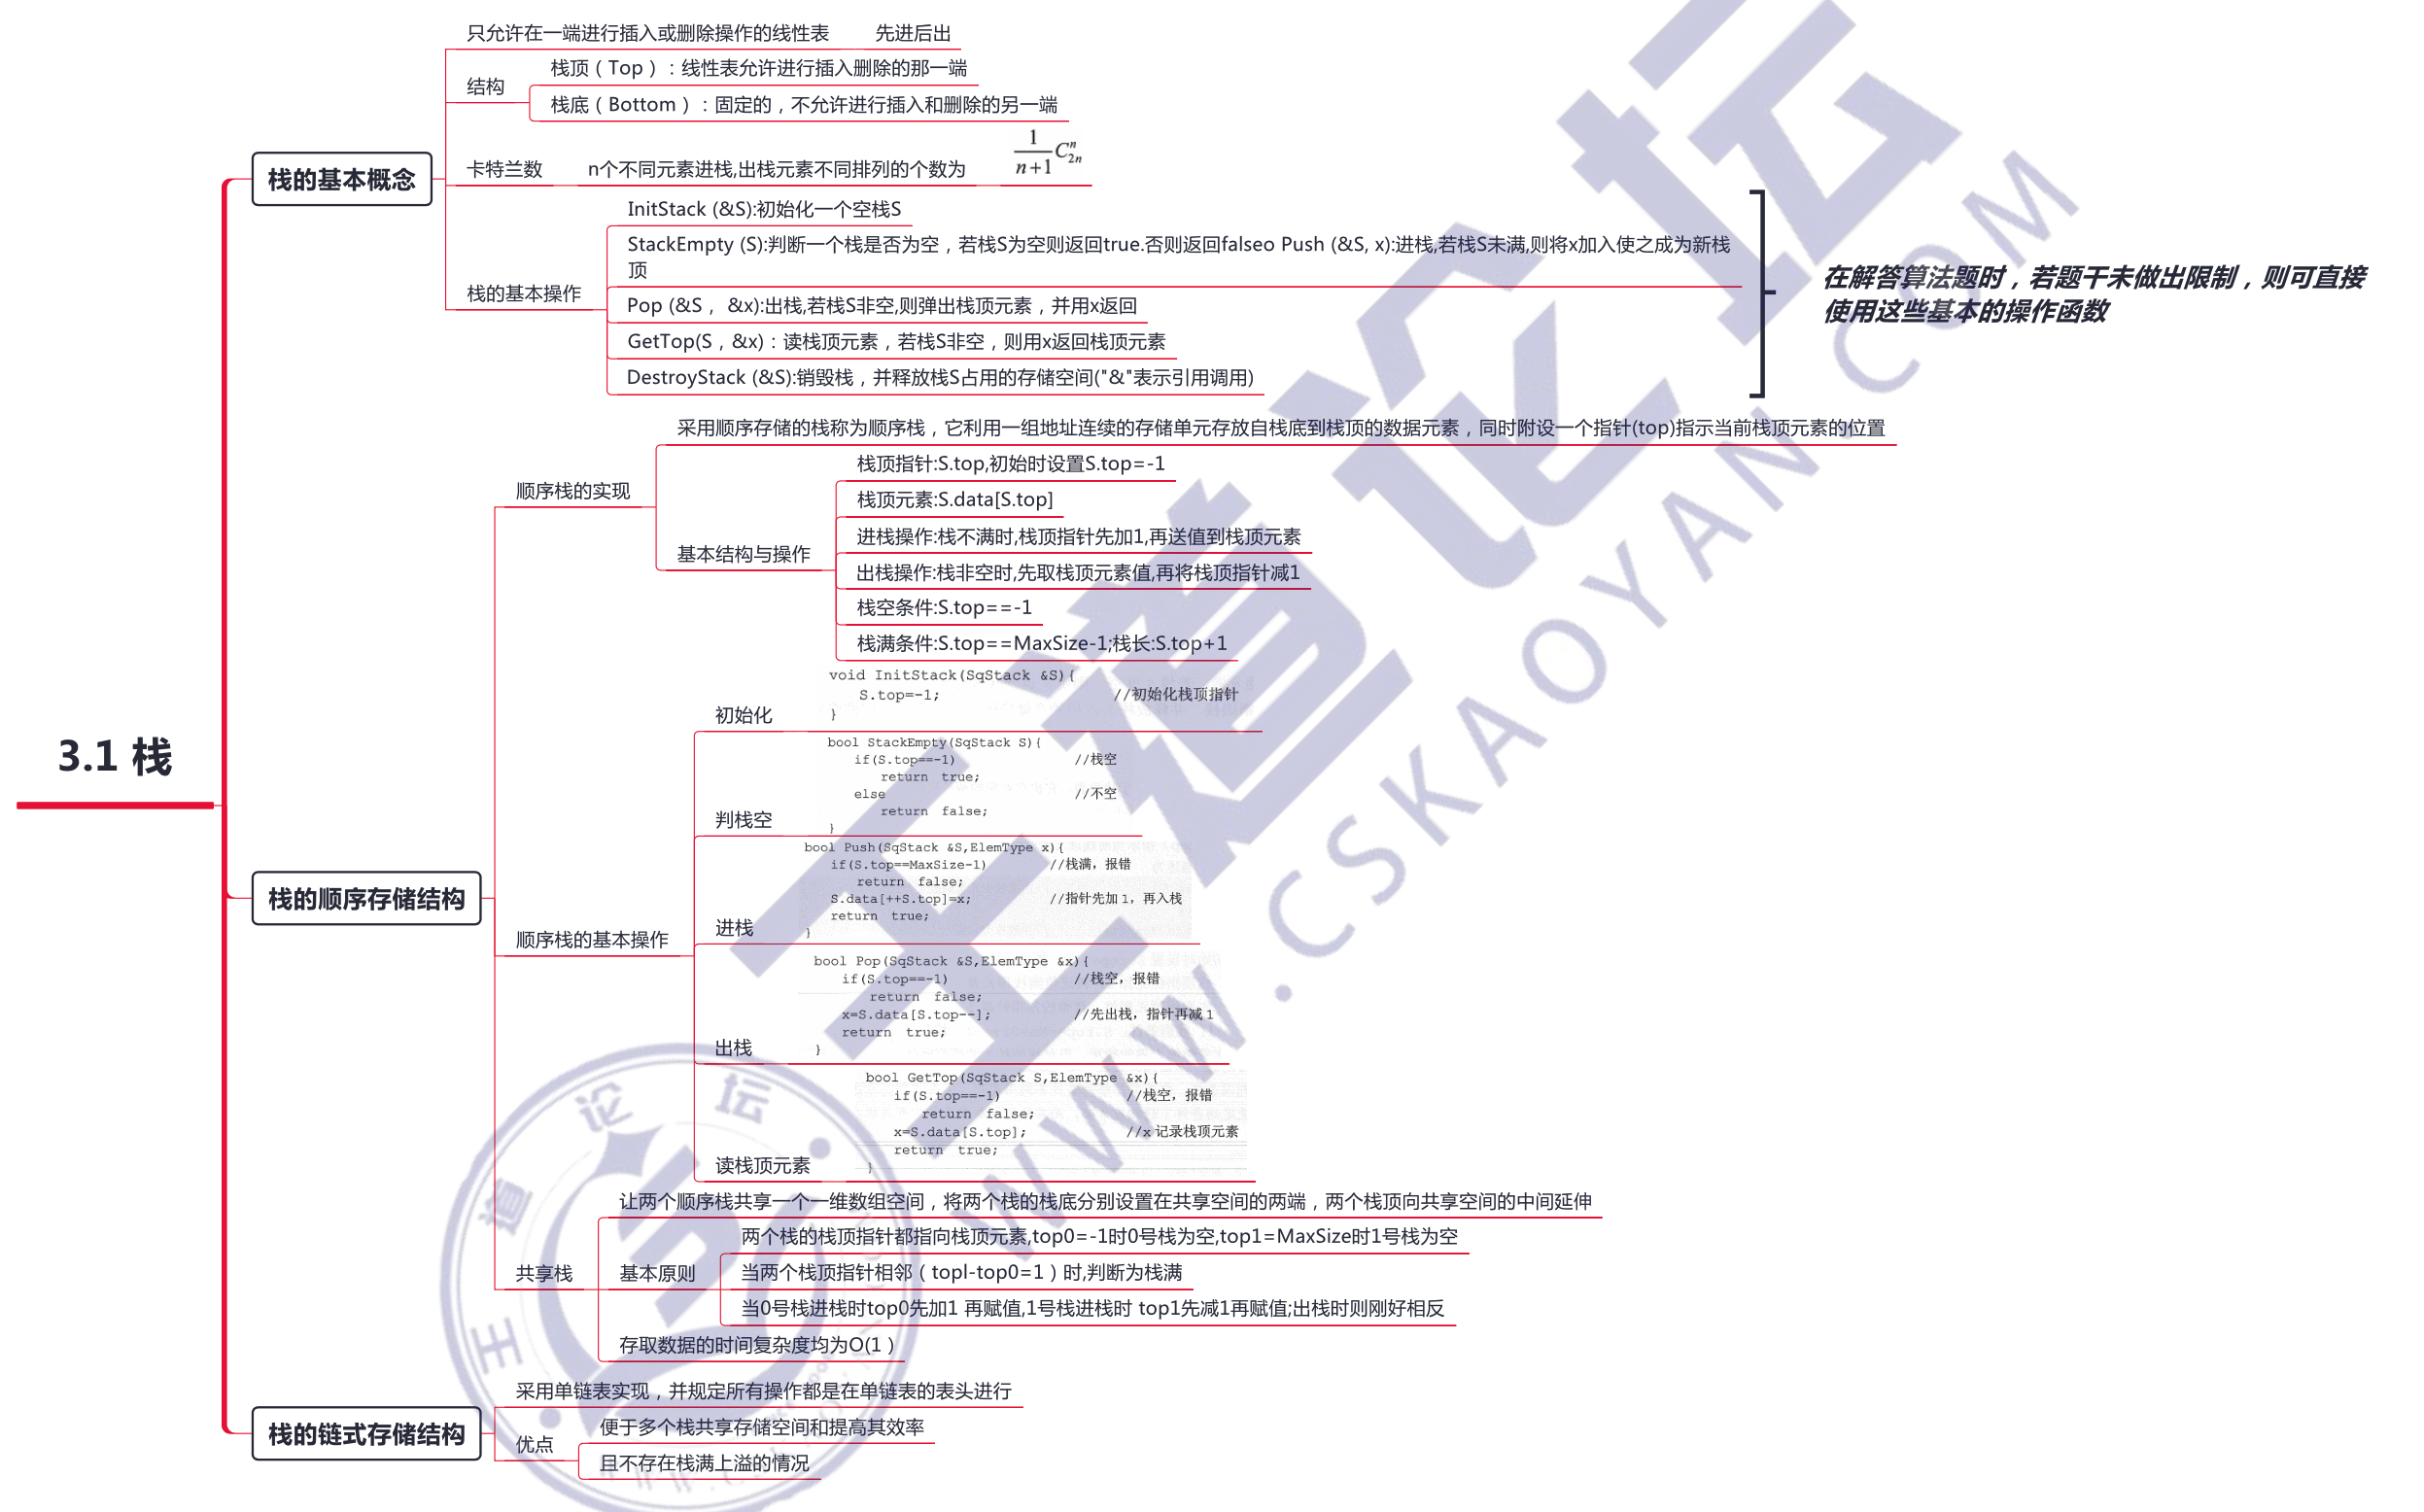 3.1 栈
栈的基本概念
只允许在一端进行插入或删除操作的线性表 先进后出
结构
栈顶（Top）：线性表允许进行插入删除的那一端
栈底（Bottom）：固定的，不允许进行插入和删除的另一端
卡特兰数 n个不同元素进栈,出栈元素不同排列的个数为 \frac{1}{n+1}C_{2n}^{n}
栈的基本操作
InitStack (&S):初始化一个空栈S
StackEmpty (S):判断一个栈是否为空，若栈S为空则返回true.否则返回falseo Push (&S, x):进栈,若栈S未满,则将x加入使之成为新栈
顶
Pop (&S， &x):出栈,若栈S非空,则弹出栈顶元素，并用x返回
GetTop(S，&x)：读栈顶元素，若栈S非空，则用x返回栈顶元素
DestroyStack (&S):销毁栈，并释放栈S占用的存储空间("&"表示引用调用)
在解答算法题时，若题干未做出限制，则可直接
使用这些基本的操作函数
栈的顺序存储结构
顺序栈的实现
采用顺序存储的栈称为顺序栈，它利用一组地址连续的存储单元存放自栈底到栈顶的数据元素，同时附设一个指针(top)指示当前栈顶元素的位置
基本结构与操作
栈顶指针:S.top,初始时设置S.top=-1
栈顶元素:S.data[S.top]
进栈操作:栈不满时,栈顶指针先加1,再送值到栈顶元素
出栈操作:栈非空时,先取栈顶元素值,再将栈顶指针减1
栈空条件:S.top==-1
栈满条件:S.top==MaxSize-1;栈长:S.top+1
顺序栈的基本操作
初始化
void InitStack(SqStack &S){
S.top=-1; //初始化栈顶指针
}
判栈空
bool StackEmpty(SqStack S){
if(S.top==-1) //栈空
return true;
else //不空
return false;
}
进栈
bool Push(SqStack &S,ElemType x){
if(S.top==MaxSize-1) //栈满，报错
return false;
S.data[++S.top]=x; //指针先加 1，再入栈
return true;
}
出栈
bool Pop(SqStack &S,ElemType &x){
if(S.top==-1) //栈空，报错
return false;
x=S.data[S.top--]; //先出栈，指针再减 1
return true;
}
读栈顶元素
bool GetTop(SqStack S,ElemType &x){
if(S.top==-1) //栈空，报错
return false;
x=S.data[S.top]; //x 记录栈顶元素
return true;
}
共享栈
让两个顺序栈共享一个一维数组空间，将两个栈的栈底分别设置在共享空间的两端，两个栈顶向共享空间的中间延伸
基本原则
两个栈的栈顶指针都指向栈顶元素,top0=-1时0号栈为空,top1=MaxSize时1号栈为空
当两个栈顶指针相邻（topl-top0=1）时,判断为栈满
当0号栈进栈时top0先加1 再赋值,1号栈进栈时 top1先减1再赋值;出栈时则刚好相反
存取数据的时间复杂度均为O(1）
栈的链式存储结构
采用单链表实现，并规定所有操作都是在单链表的表头进行
优点
便于多个栈共享存储空间和提高其效率
且不存在栈满上溢的情况
王道论坛
WWW.CSKAOYAN.COM
王道论坛